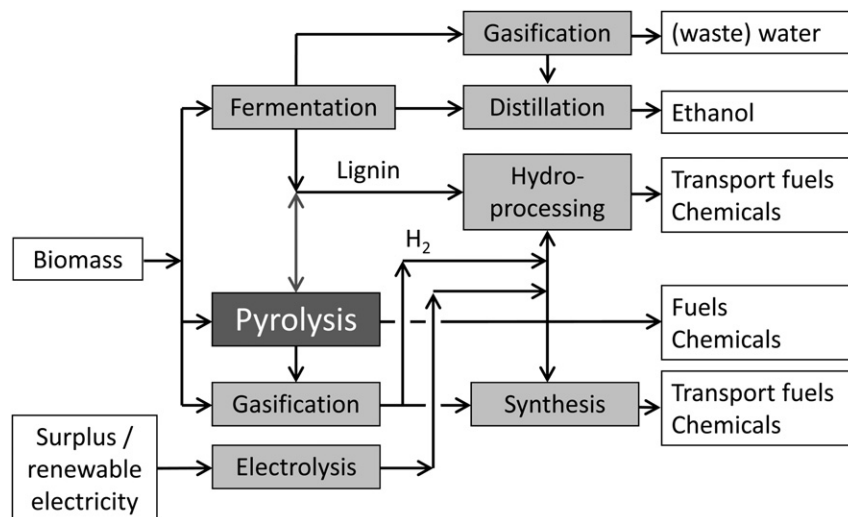 Gasification
(waste) water
Fermentation
Distillation
Ethanol
Lignin
Hydro-
processing
Transport fuels
Chemicals
Biomass
H₂
Pyrolysis
Fuels
Chemicals
Gasification
Synthesis
Transport fuels
Chemicals
Surplus /
renewable
electricity
Electrolysis